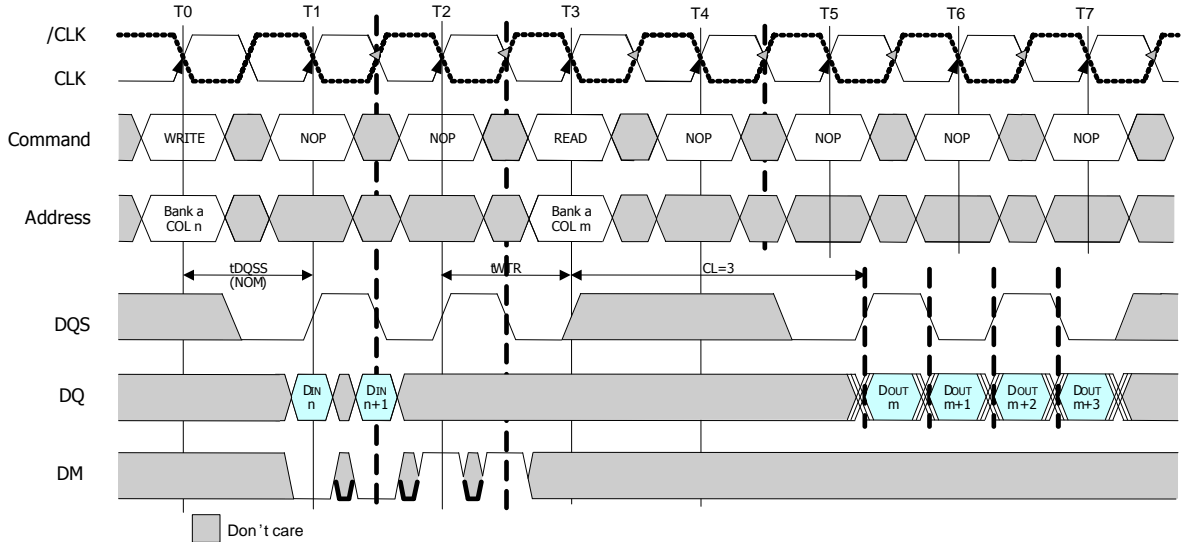 T0 T1 T2 T3 T4 T5 T6 T7
/CLK
CLK
Command WRITE NOP NOP READ NOP NOP NOP NOP
Address Bank a COL n Bank a COL m
tDQSS (NOM) tWTR CL=3
DQS
DQ DIN n DIN n+1 DOUT m DOUT m+1 DOUT m+2 DOUT m+3
DM
Don't care